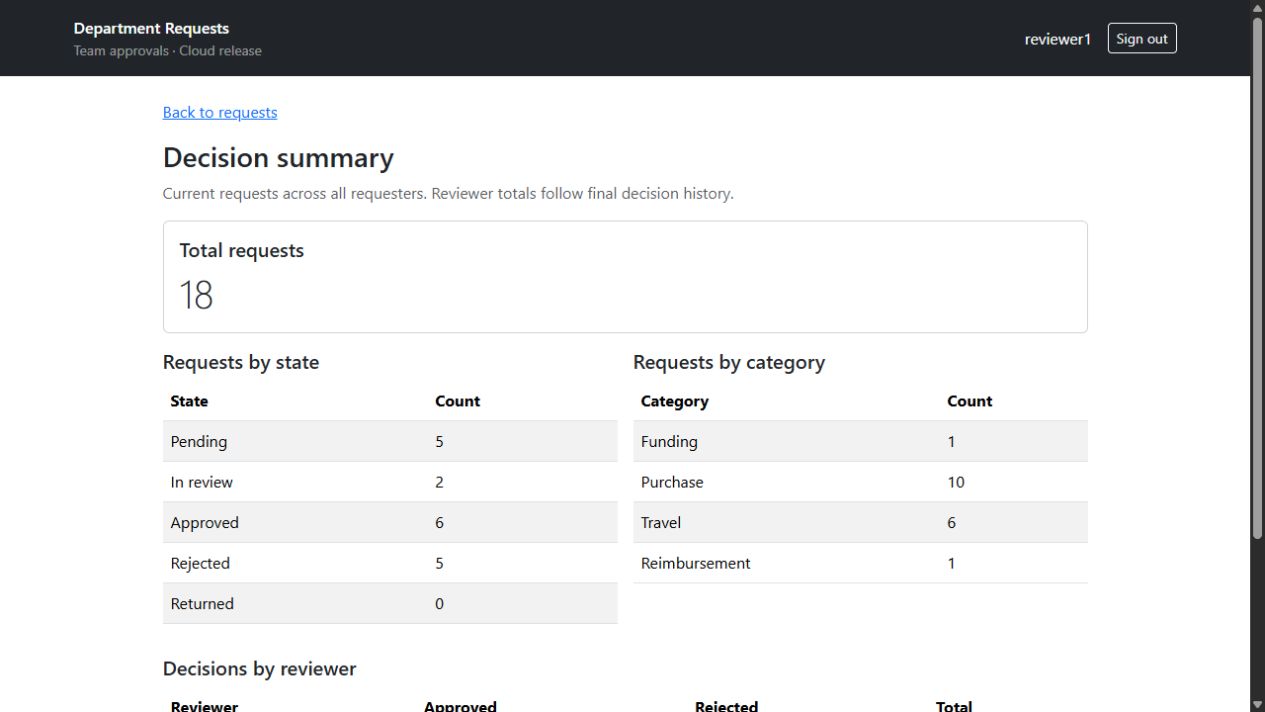 Department Requests
Team approvals · Cloud release
reviewer1
Sign out
Back to requests
Decision summary
Current requests across all requesters. Reviewer totals follow final decision history.
Total requests
18
Requests by state
State Count
Pending 5
In review 2
Approved 6
Rejected 5
Returned 0
Requests by category
Category Count
Funding 1
Purchase 10
Travel 6
Reimbursement 1
Decisions by reviewer
Reviewer Approved Rejected Total